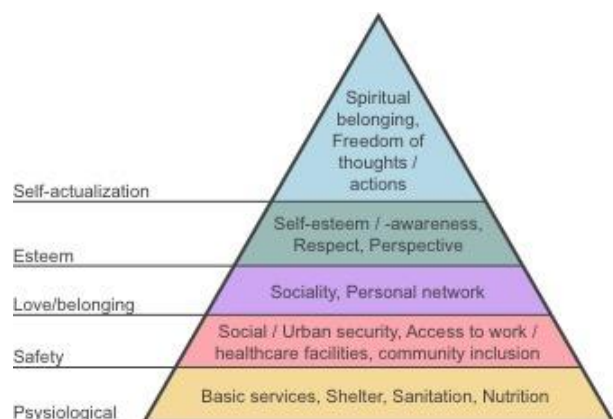 Spiritual
belonging,
Freedom of
thoughts /
actions
Self-actualization
Self-esteem / -awareness,
Respect, Perspective
Esteem
Sociality, Personal network
Love/belonging
Social / Urban security, Access to work /
healthcare facilities, community inclusion
Safety
Basic services, Shelter, Sanitation, Nutrition
Psysiological